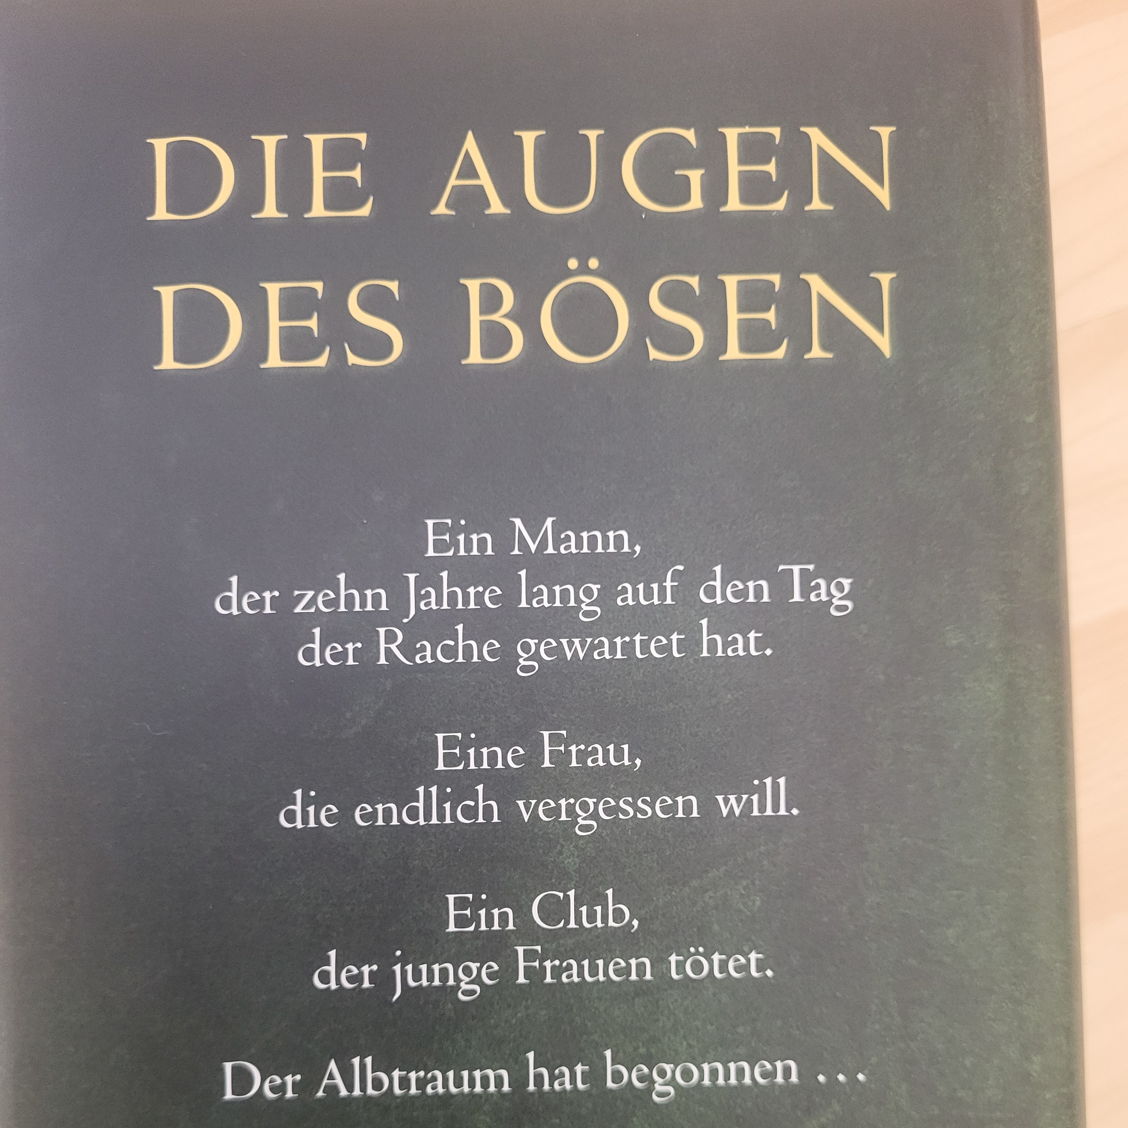 DIE AUGEN
DES BÖSEN
Ein Mann,
der zehn Jahre lang auf den Tag
der Rache gewartet hat.
Eine Frau,
die endlich vergessen will.
Ein Club,
der junge Frauen tötet.
Der Albtraum hat begonnen ...